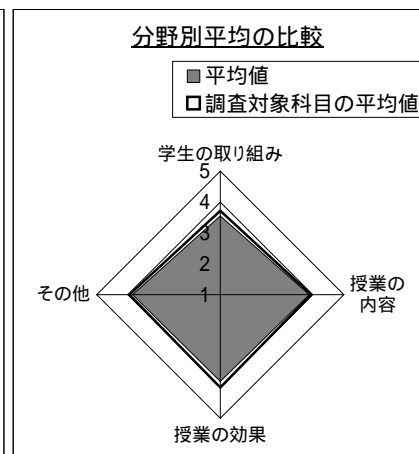 分野別平均の比較
平均値
調査対象科目の平均値
学生の取り組み
5
4
3
2
1
その他
授業の
内容
授業の効果